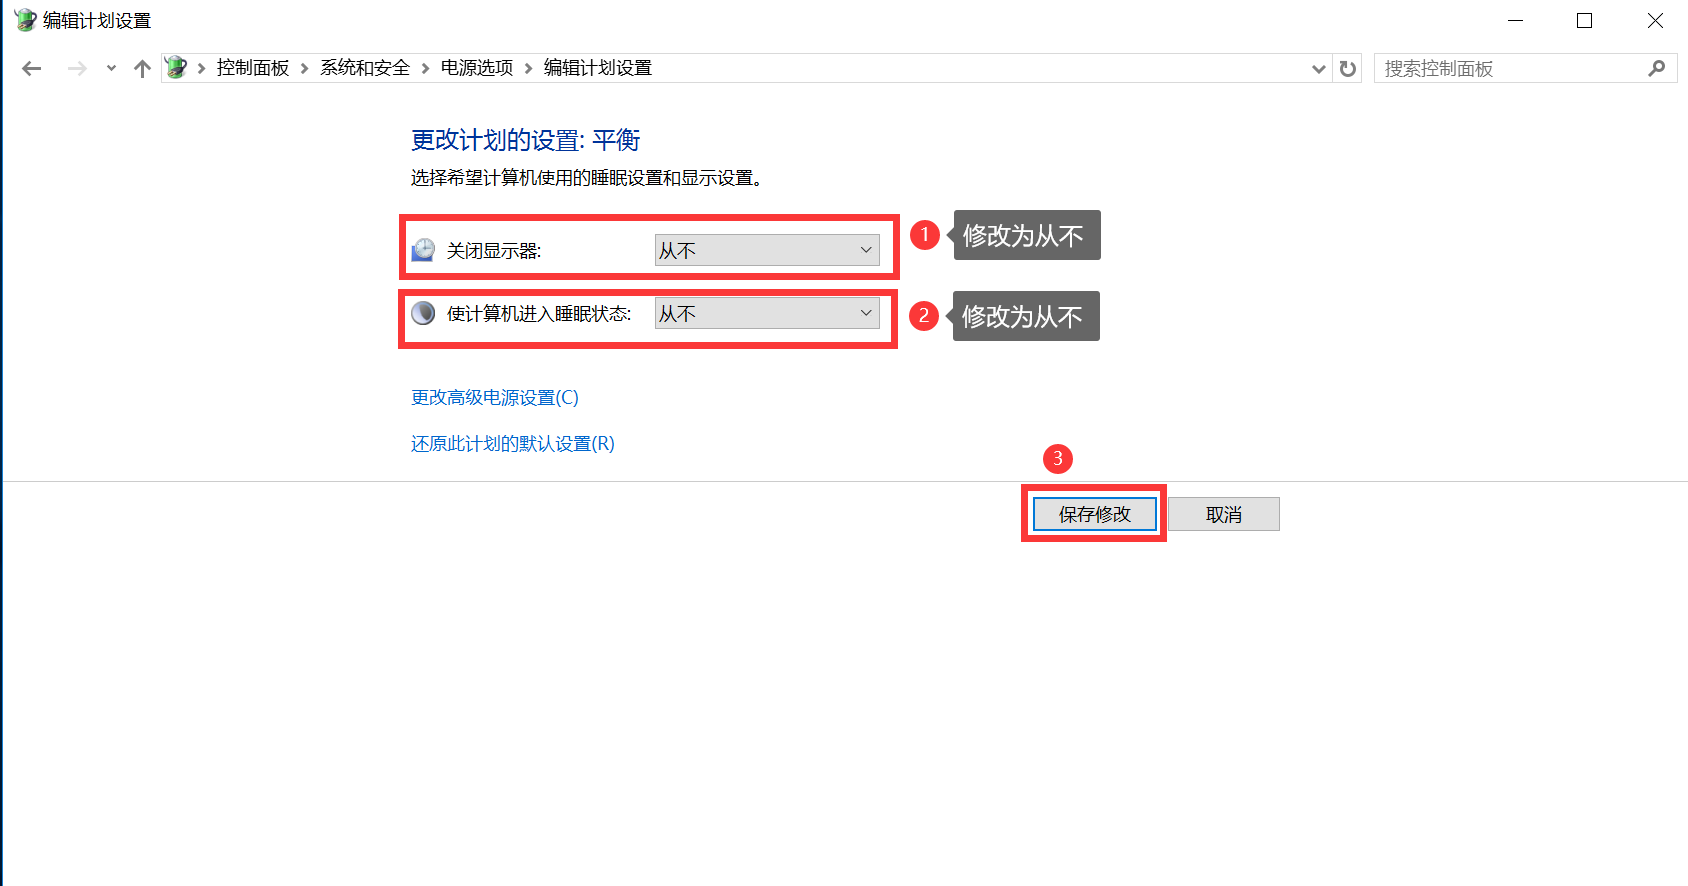 编辑计划设置
控制面板 系统和安全 电源选项 编辑计划设置
搜索控制面板
更改计划的设置: 平衡
选择希望计算机使用的睡眠设置和显示设置。
关闭显示器: 从不
1 修改为从不
使计算机进入睡眠状态: 从不
2 修改为从不
更改高级电源设置(C)
还原此计划的默认设置(R)
3
保存修改 取消